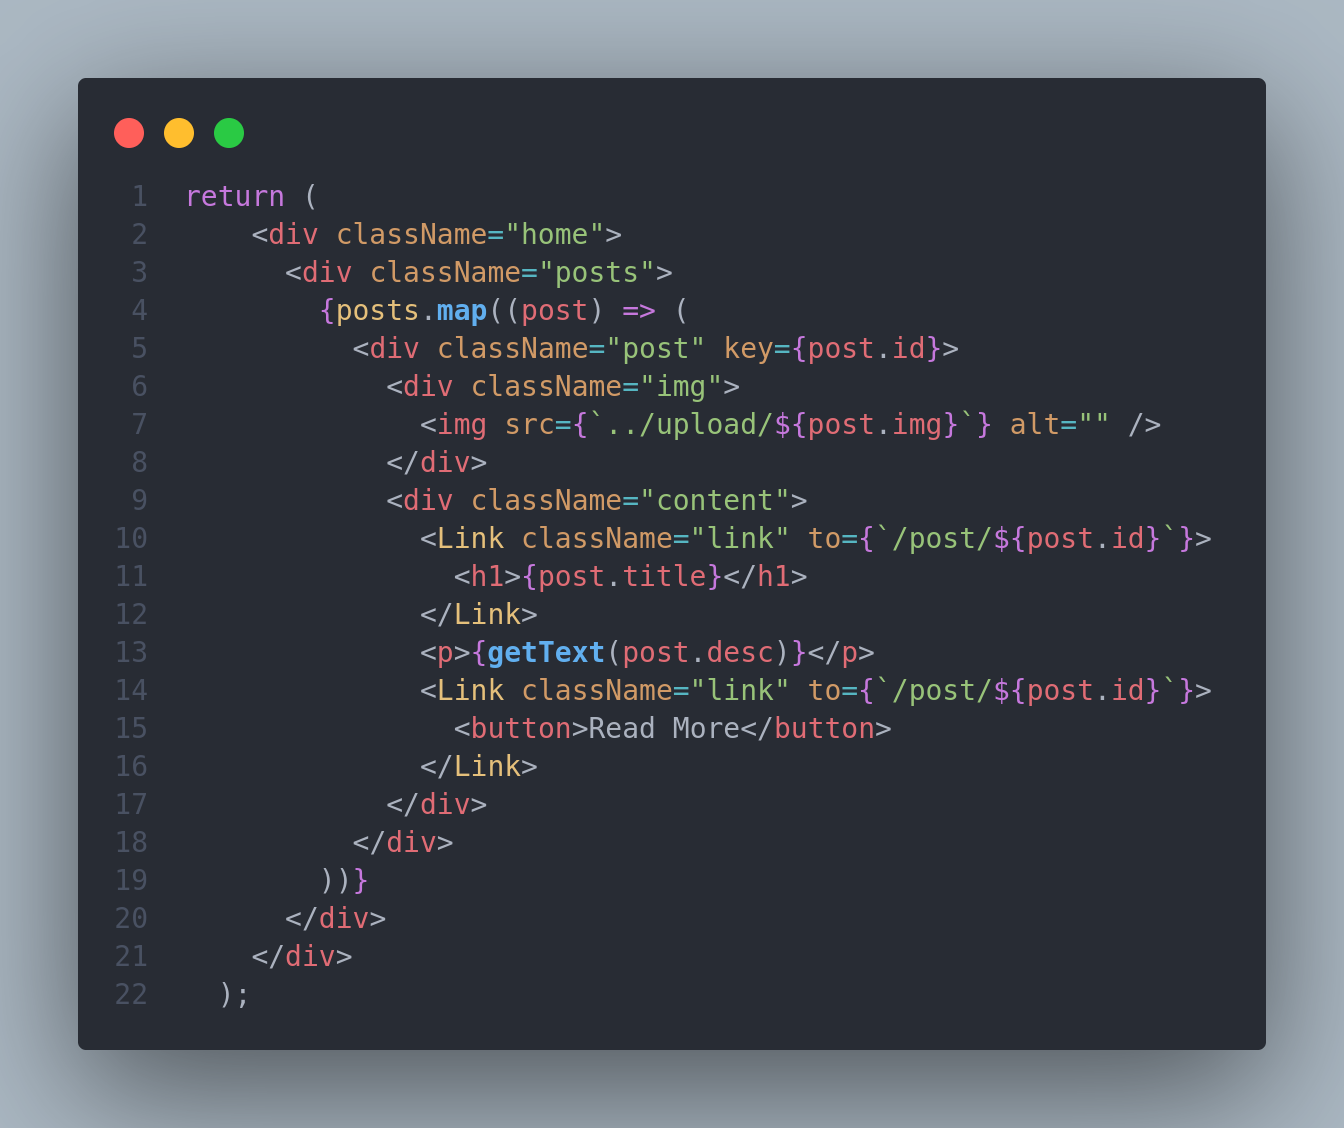 1 return (
2     <div className="home">
3       <div className="posts">
4         {posts.map((post) => (
5           <div className="post" key={post.id}>
6             <div className="img">
7               <img src={`../upload/${post.img}`} alt="" />
8             </div>
9             <div className="content">
10               <Link className="link" to={`/post/${post.id}`}>
11                 <h1>{post.title}</h1>
12               </Link>
13               <p>{getText(post.desc)}</p>
14               <Link className="link" to={`/post/${post.id}`}>
15                 <button>Read More</button>
16               </Link>
17             </div>
18           </div>
19         ))}
20       </div>
21     </div>
22   );